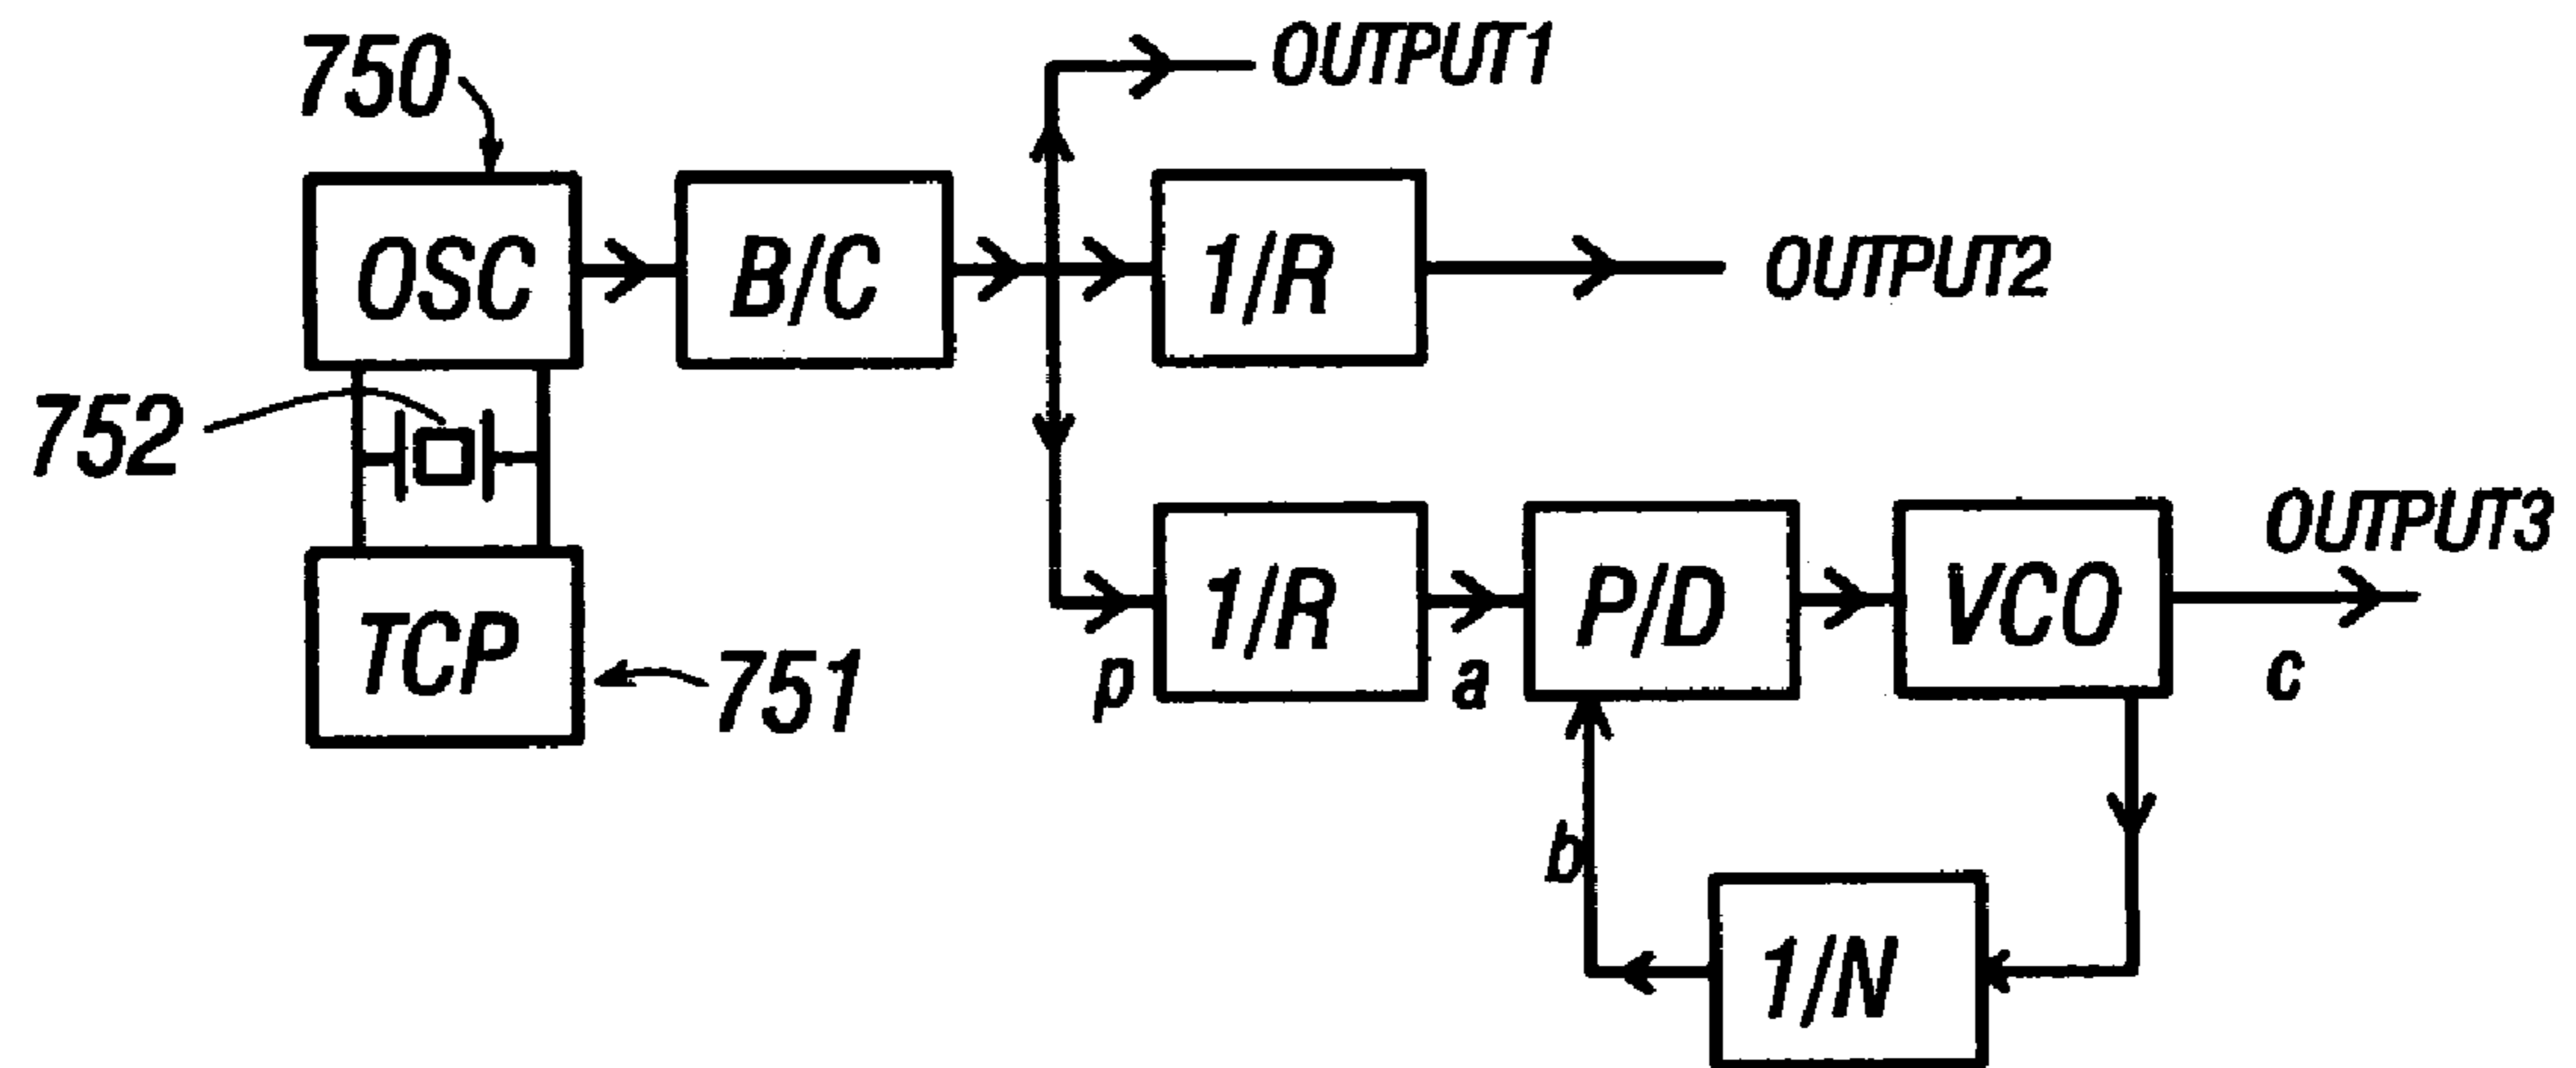 750
OUTPUT1
OSC
B/C
1/R
OUTPUT2
752
TCP
751
p
1/R
a
P/D
VCO
OUTPUT3
c
b
1/N